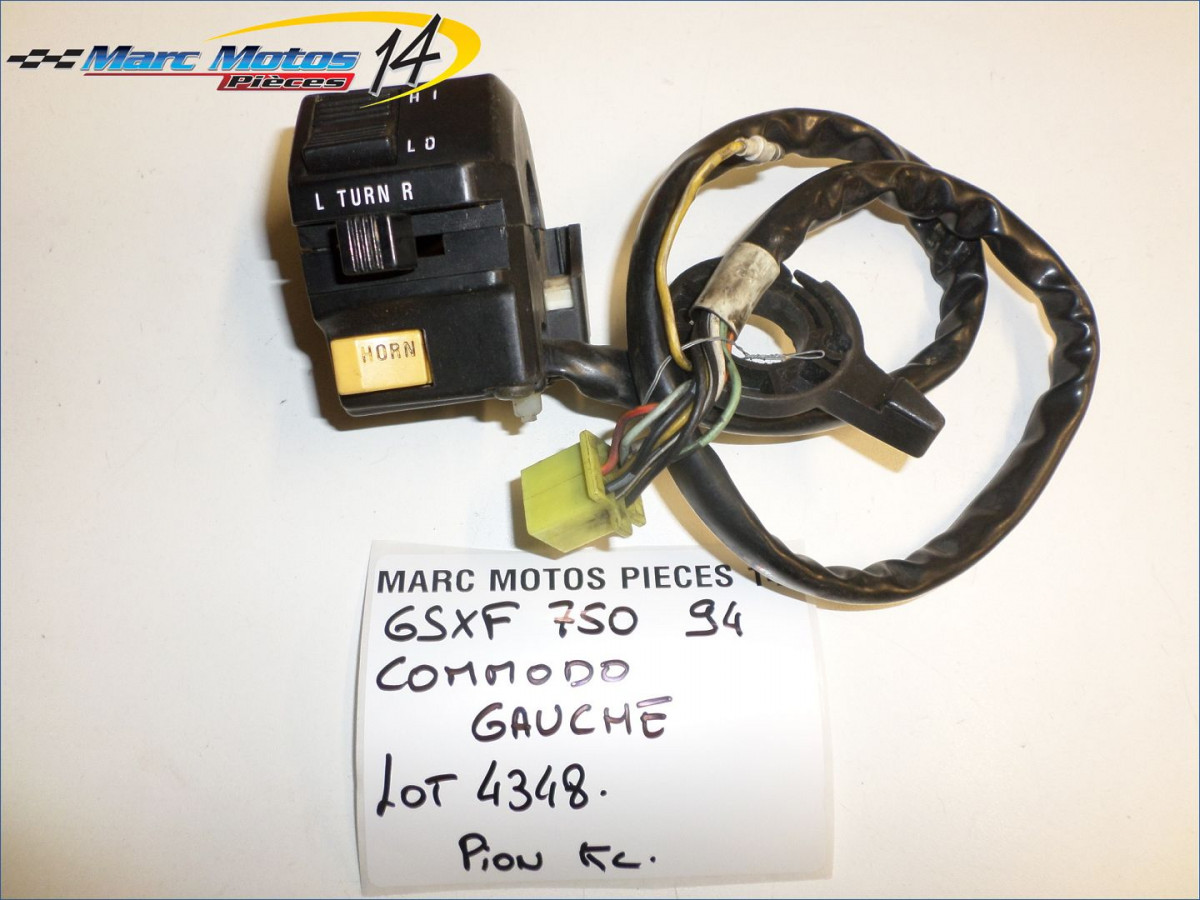 Marc Motos 14
Pièces
HI
LO
L TURN R
HORN
MARC MOTOS PIECES
GSXF 750 94
COMMODO
GAUCHE
LOT 4348.
PION KC.